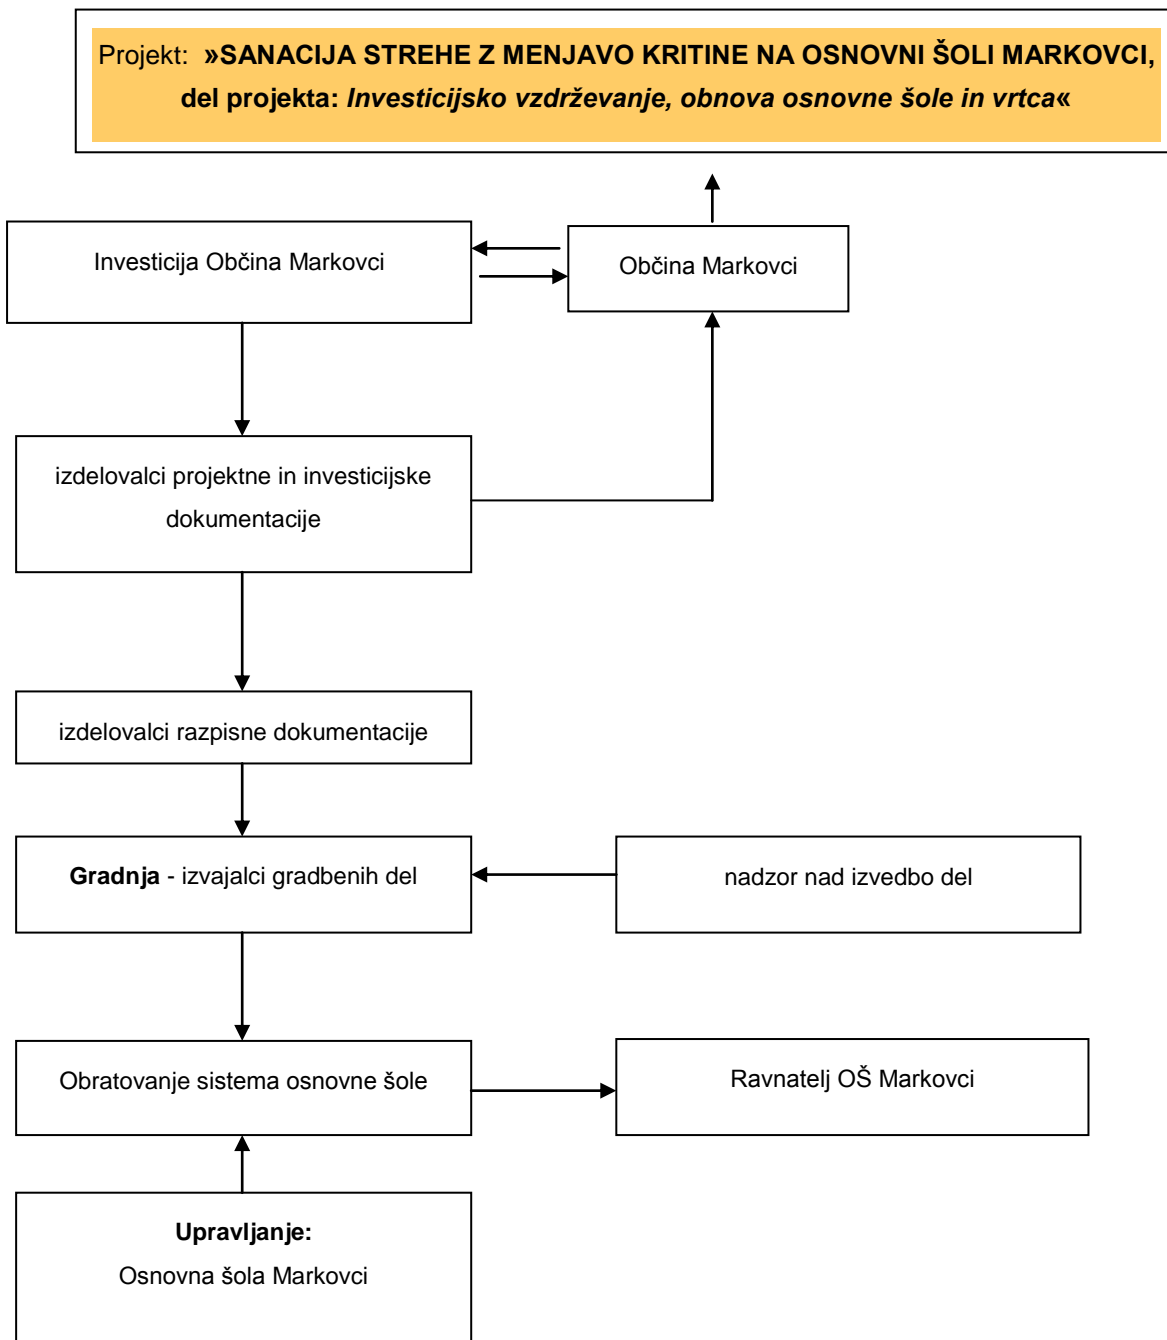 Projekt: »SANACIJA STREHE Z MENJAVO KRITINE NA OSNOVNI ŠOLI MARKOVCI,
del projekta: Investicijsko vzdrževanje, obnova osnovne šole in vrtca«
Investicija Občina Markovci
Občina Markovci
izdelovalci projektne in investicijske
dokumentacije
izdelovalci razpisne dokumentacije
Gradnja - izvajalci gradbenih del
nadzor nad izvedbo del
Obratovanje sistema osnovne šole
Ravnatelj OŠ Markovci
Upravljanje:
Osnovna šola Markovci